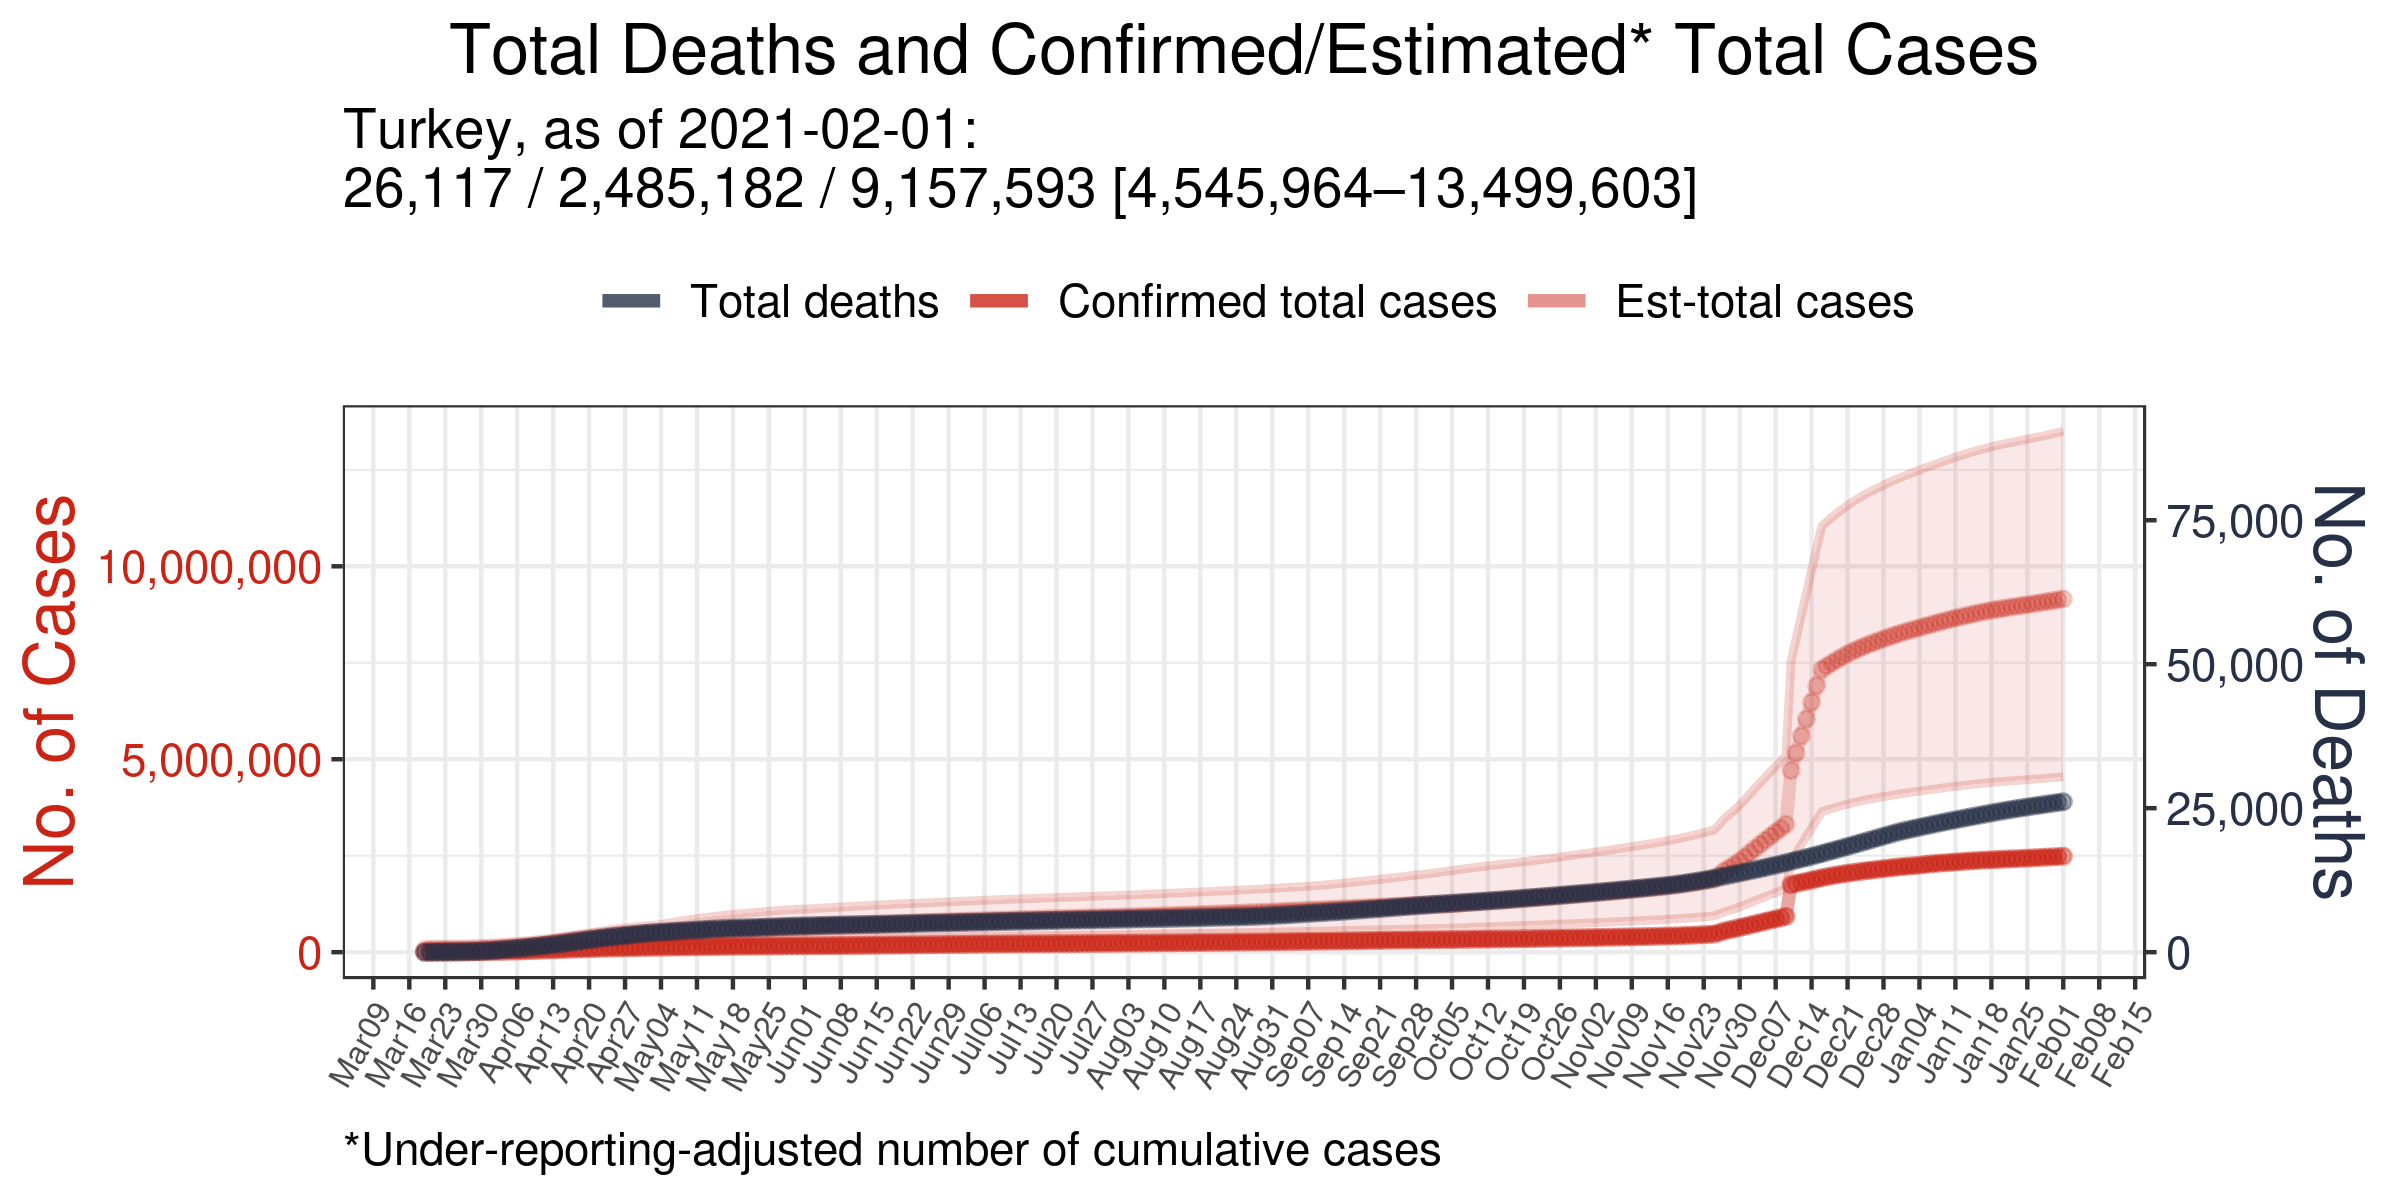 Total Deaths and Confirmed/Estimated* Total Cases
Turkey, as of 2021-02-01:
26,117 / 2,485,182 / 9,157,593 [4,545,964–13,499,603]
Total deaths
Confirmed total cases
Est-total cases
No. of Cases
10,000,000
5,000,000
0
75,000
50,000
25,000
0
No. of Deaths
Mar09
Mar16
Mar23
Mar30
Apr06
Apr13
Apr20
Apr27
May04
May11
May18
May25
Jun01
Jun08
Jun15
Jun22
Jun29
Jul06
Jul13
Jul20
Jul27
Aug03
Aug10
Aug17
Aug24
Aug31
Sep07
Sep14
Sep21
Sep28
Oct05
Oct12
Oct19
Oct26
Nov02
Nov09
Nov16
Nov23
Nov30
Dec07
Dec14
Dec21
Dec28
Jan04
Jan11
Jan18
Jan25
Feb01
Feb08
Feb15
*Under-reporting-adjusted number of cumulative cases